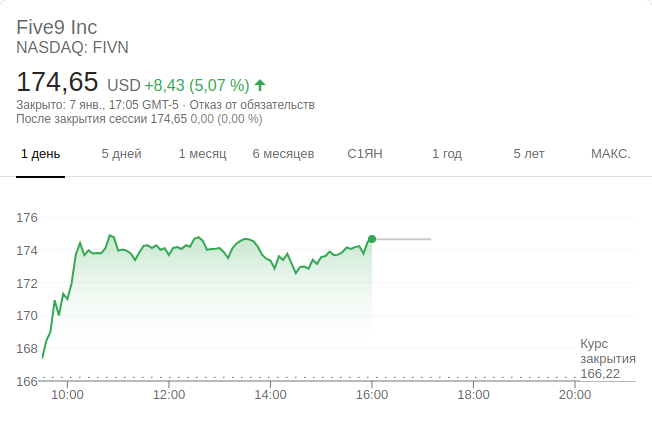 Five9 Inc
NASDAQ: FIVN
174,65 USD +8,43 (5,07 %)
Закрыто: 7 янв., 17:05 GMT-5 · Отказ от обязательств
После закрытия сессии 174,65 0,00 (0,00 %)
1 день 5 дней 1 месяц 6 месяцев С1ЯН 1 год 5 лет МАКС.
176
174
172
170
168
166
Курс
закрытия
166,22
10:00 12:00 14:00 16:00 18:00 20:00